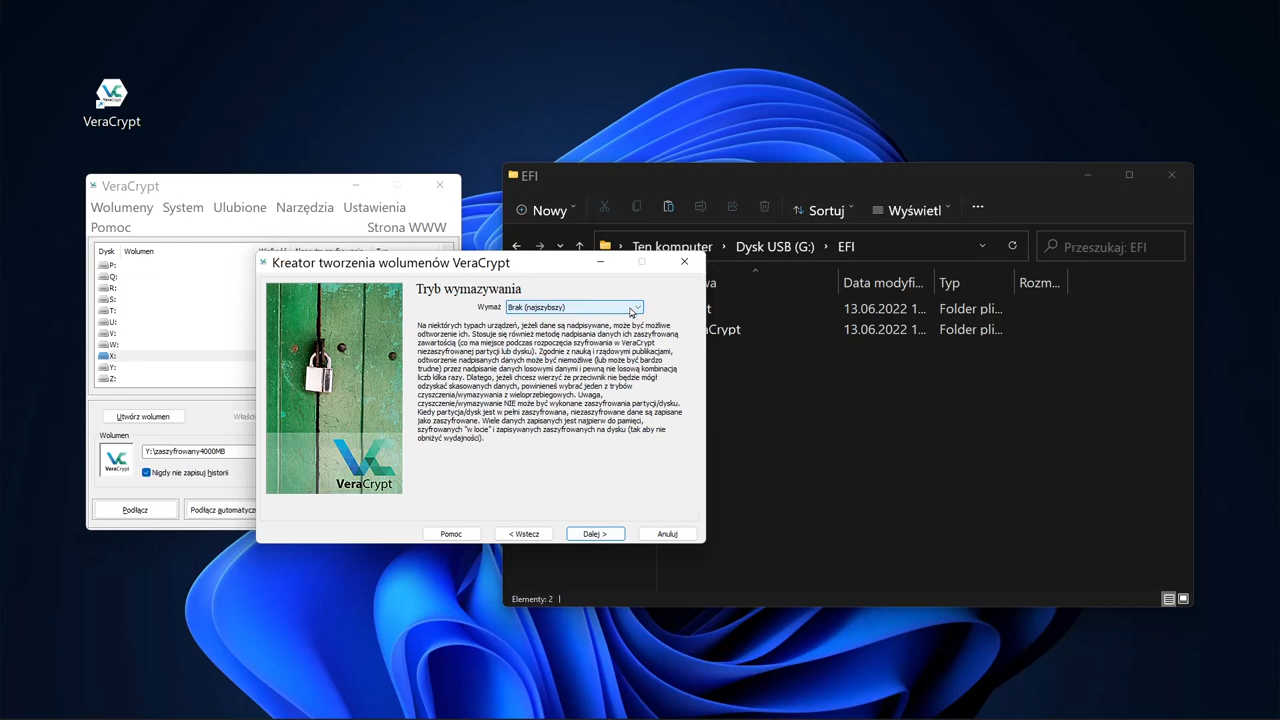 VeraCrypt
VeraCrypt
Wolumeny System Ulubione Narzędzia Ustawienia
Pomoc Strona WWW
Dysk Wolumen
P:
Q:
R:
S:
T:
U:
V:
W:
X:
Y:
Z:
Utwórz wolumen
Wolumen
VeraCrypt
Y:\zaszyfrowany4000MB
Nigdy nie zapisuj historii
Podłącz Podłącz automatyczn
Kreator tworzenia wolumenów VeraCrypt
Tryb wymazywania
Wymaż Brak (najszybszy)
Na niektórych typach urządzeń, jeżeli dane są nadpisywane, może być możliwe
odtworzenie ich. Stosuje się również metodę nadpisania danych ich zaszyfrowaną
zawartością (co ma miejsce podczas rozpoczęcia szyfrowania w VeraCrypt
niezaszyfrowanej partycji lub dysku). Zgodnie z nauką i rządowymi publikacjami,
odtworzenie nadpisanych danych może być niemożliwe (lub może być bardzo
trudne) przez nadpisanie danych losowymi danymi i pewną nie losową kombinacją
liczb kilka razy. Dlatego, jeżeli chcesz wierzyć że przeciwnik nie będzie mógł
odzyskać skasowanych danych, powinieneś wybrać jeden z trybów
czyszczenia/wymazywania z wieloprzebiegowych. Uwaga,
czyszczenie/wymazywanie NIE może być wykonane zaszyfrowania partycji/dysku.
Kiedy partycja/dysk jest w pełni zaszyfrowana, niezaszyfrowane dane są zapisane
jako zaszyfrowane. Wiele danych zapisanych jest najpierw do pamięci,
szyfrowanych "w locie" i zapisywanych zaszyfrowanych na dysku (tak aby nie
obniżyć wydajności).
VeraCrypt
Pomoc < Wstecz Dalej > Anuluj
EFI
Nowy Sortuj Wyświetl ...
Ten komputer > Dysk USB (G:) > EFI
Przeszukaj: EFI
wa Data modyfi... Typ Rozm...
t 13.06.2022 1... Folder pli...
aCrypt 13.06.2022 1... Folder pli...
Elementy: 2